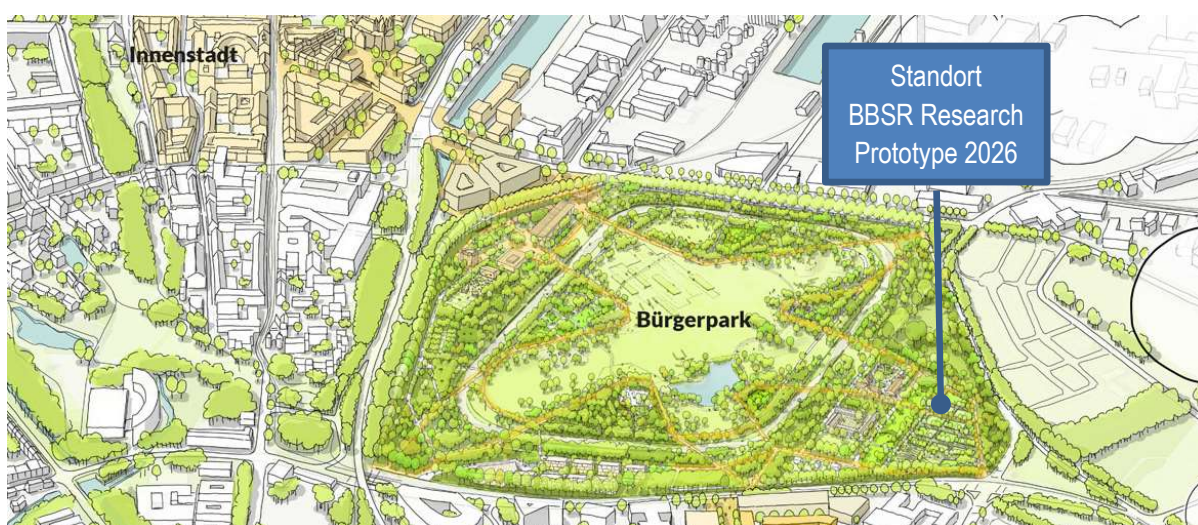 Innenstadt
Standort
BBSR Research
Prototype 2026
Bürgerpark